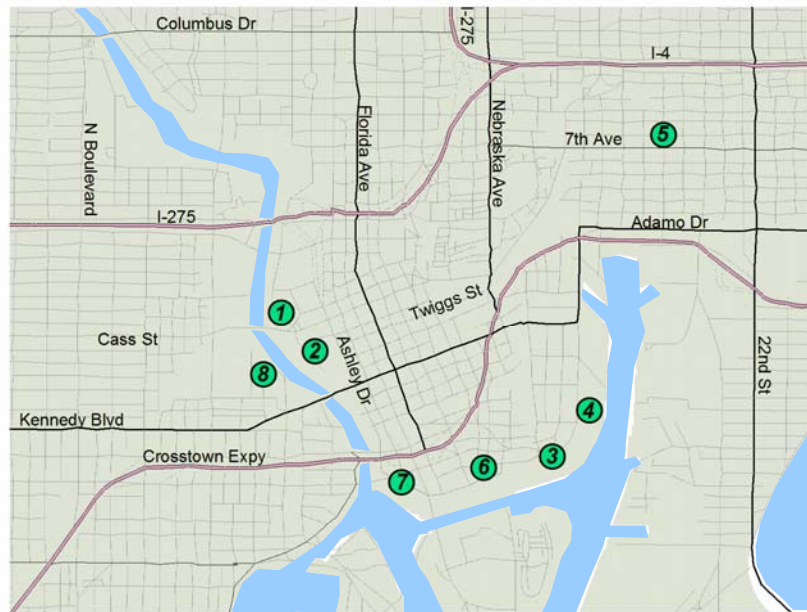 Columbus Dr
I-275
I-4
N Boulevard
Florida Ave
Nebraska Ave
7th Ave
5
I-275
Adamo Dr
1
Twiggs St
Cass St
2
Ashley Dr
22nd St
8
4
Kennedy Blvd
Crosstown Expy
3
6
7